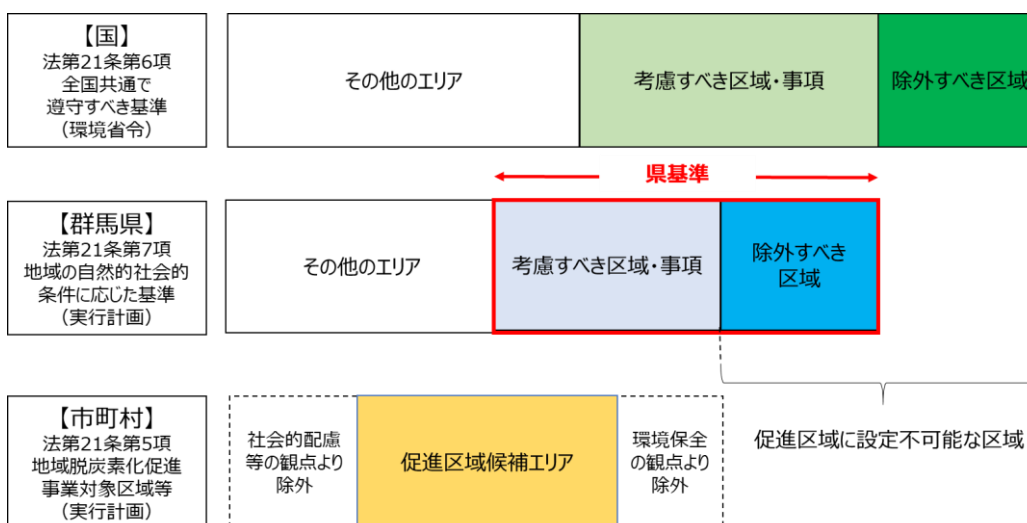 【国】
法第21条第6項
全国共通で
遵守すべき基準
（環境省令）
その他のエリア
考慮すべき区域・事項
除外すべき区域
県基準
【群馬県】
法第21条第7項
地域の自然的社会的
条件に応じた基準
（実行計画）
その他のエリア
考慮すべき区域・事項
除外すべき
区域
【市町村】
法第21条第5項
地域脱炭素化促進
事業対象区域等
（実行計画）
社会的配慮
等の観点より
除外
促進区域候補エリア
環境保全
の観点より
除外
促進区域に設定不可能な区域